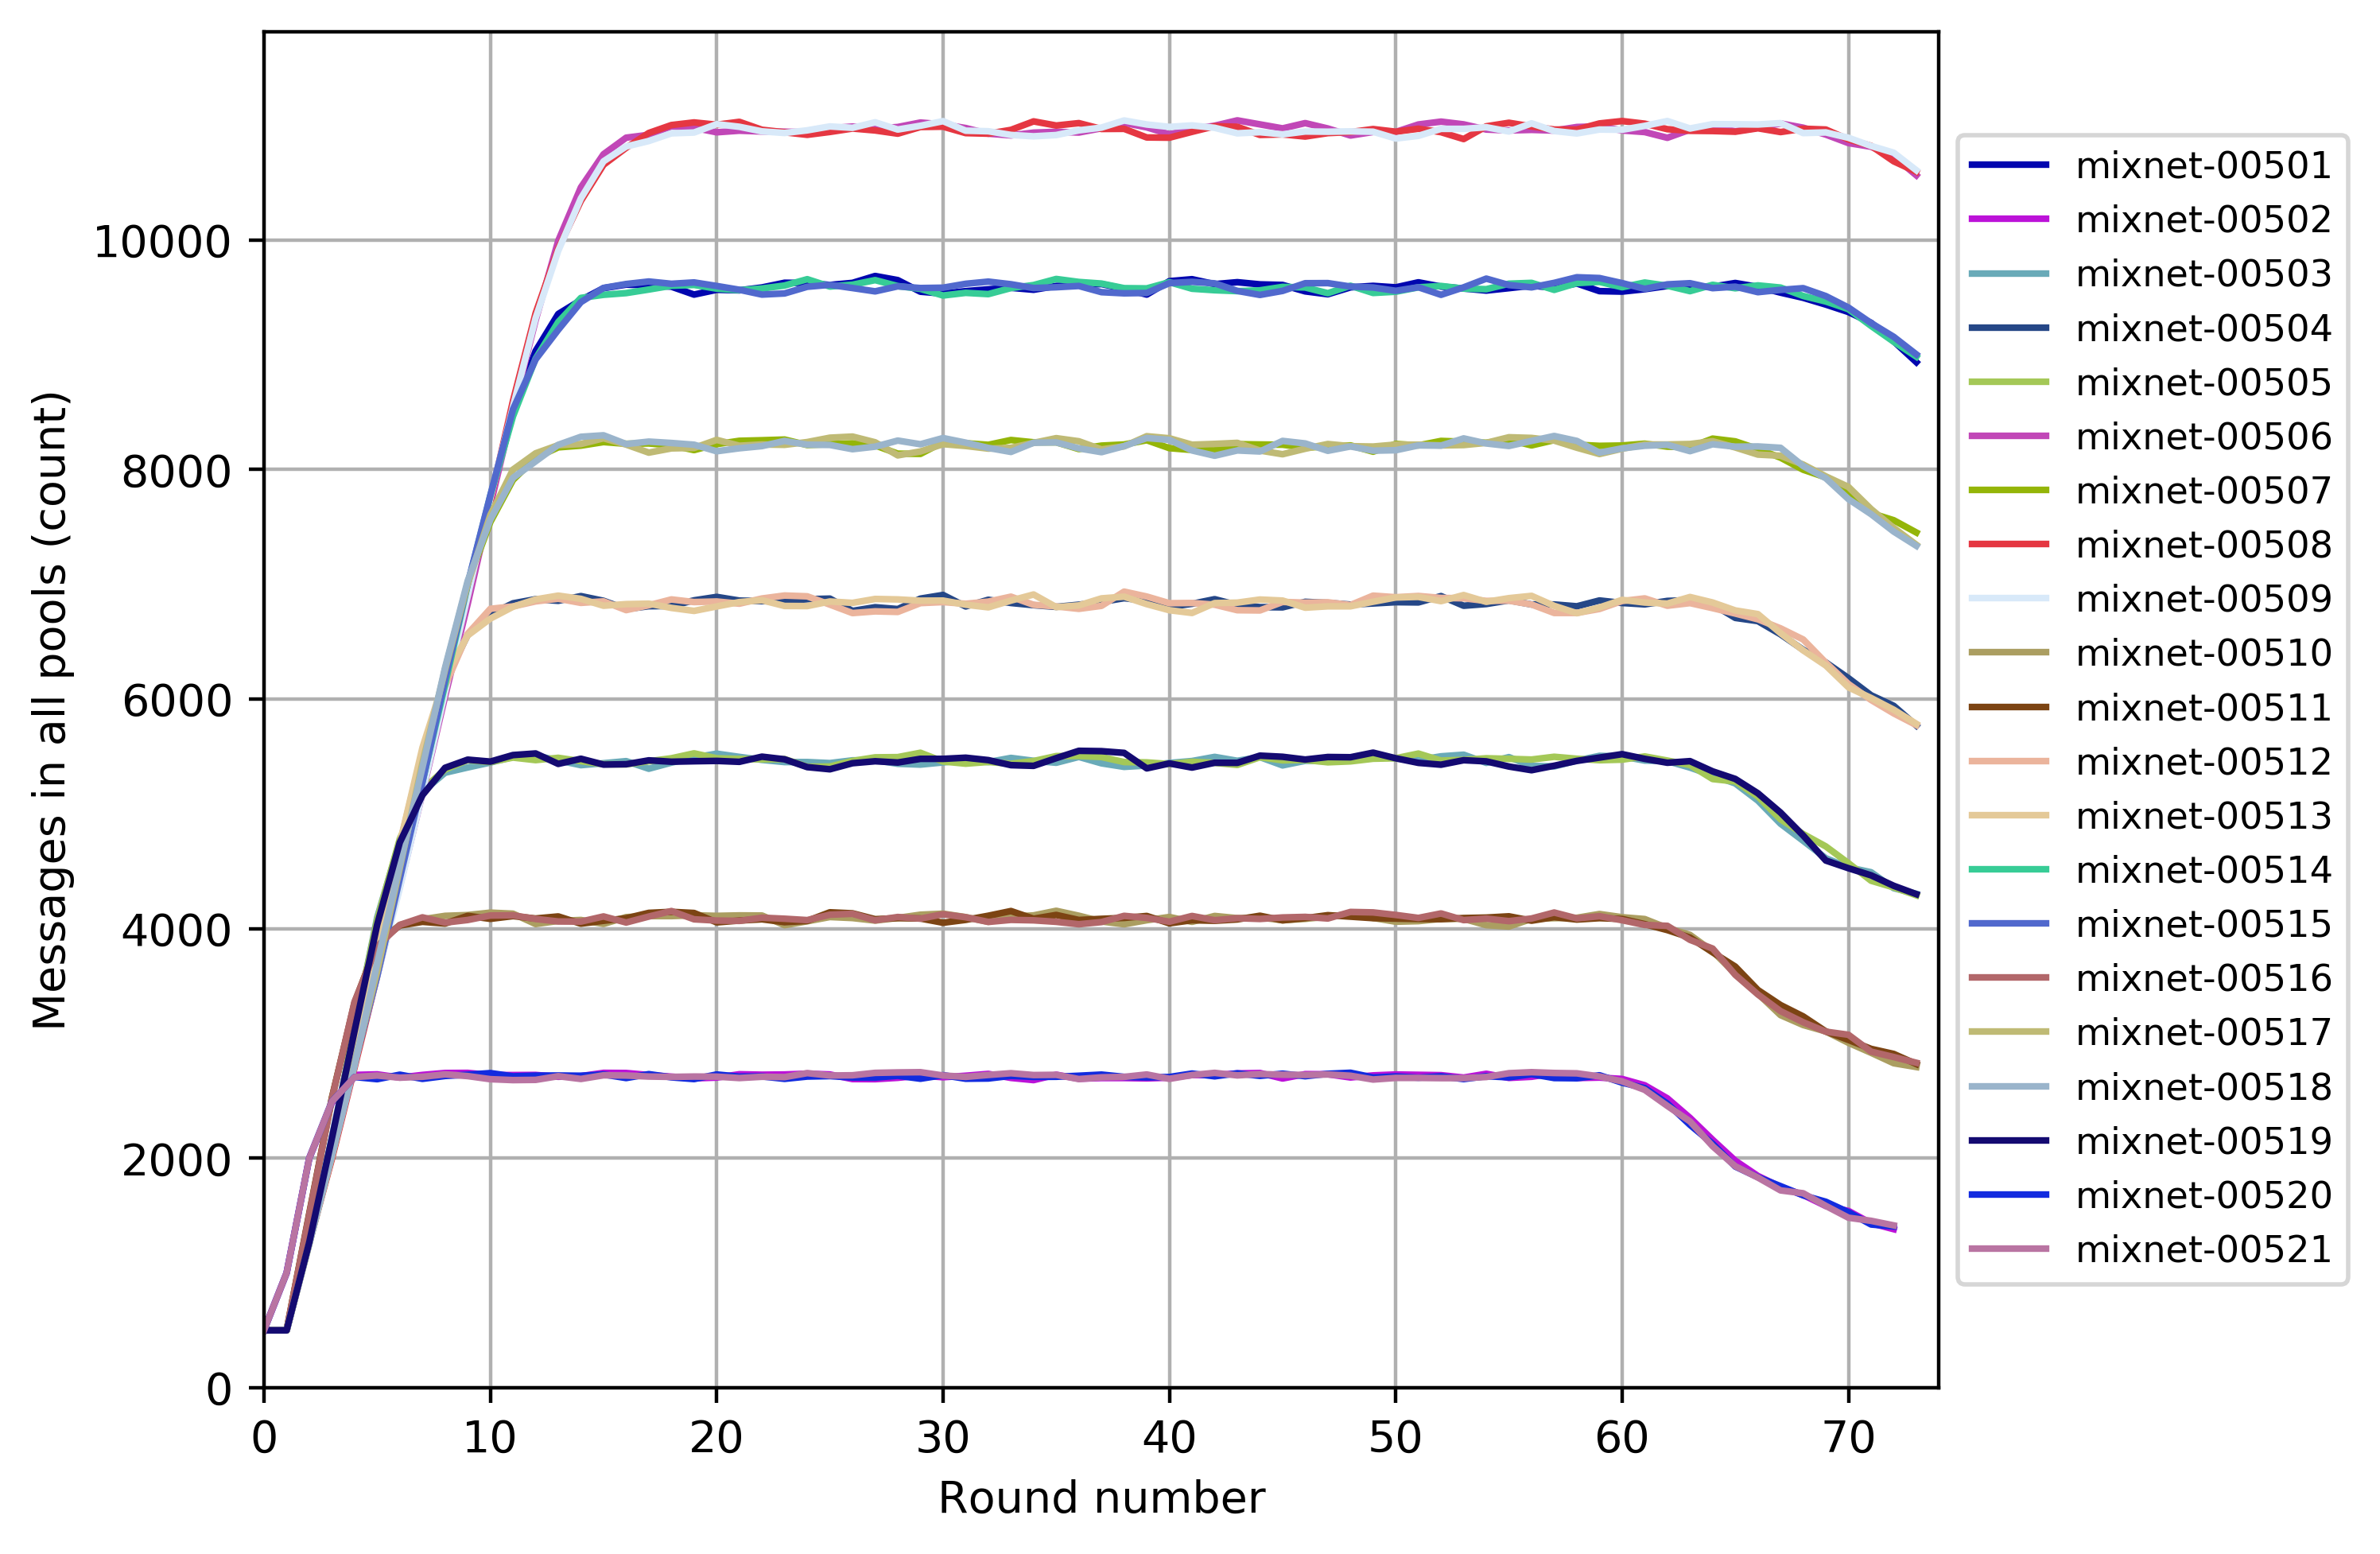 Messages in all pools (count)
10000
8000
6000
4000
2000
0
0 10 20 30 40 50 60 70
Round number
mixnet-00501
mixnet-00502
mixnet-00503
mixnet-00504
mixnet-00505
mixnet-00506
mixnet-00507
mixnet-00508
mixnet-00509
mixnet-00510
mixnet-00511
mixnet-00512
mixnet-00513
mixnet-00514
mixnet-00515
mixnet-00516
mixnet-00517
mixnet-00518
mixnet-00519
mixnet-00520
mixnet-00521